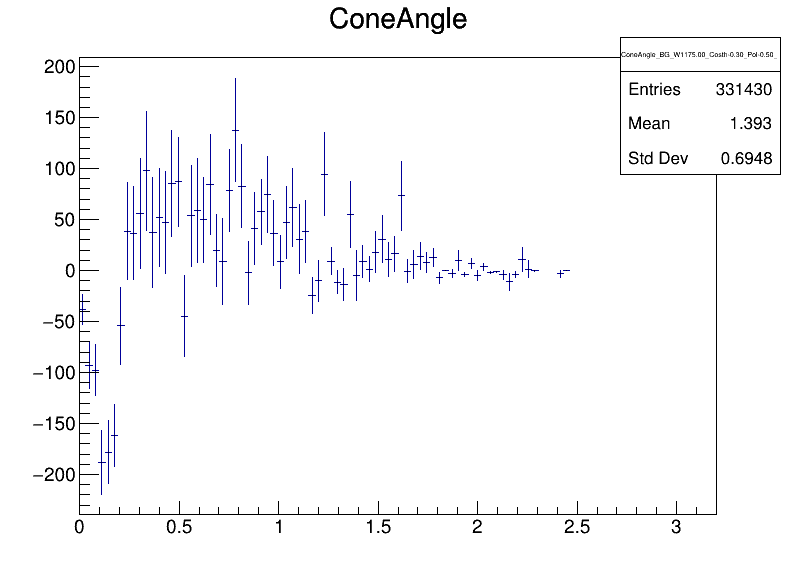 ConeAngle
ConeAngle_BG_W1175.00_Costh-0.30_Pol-0.50_
Entries 331430
Mean 1.393
Std Dev 0.6948
200
150
100
50
0
−50
−100
−150
−200
0 0.5 1 1.5 2 2.5 3